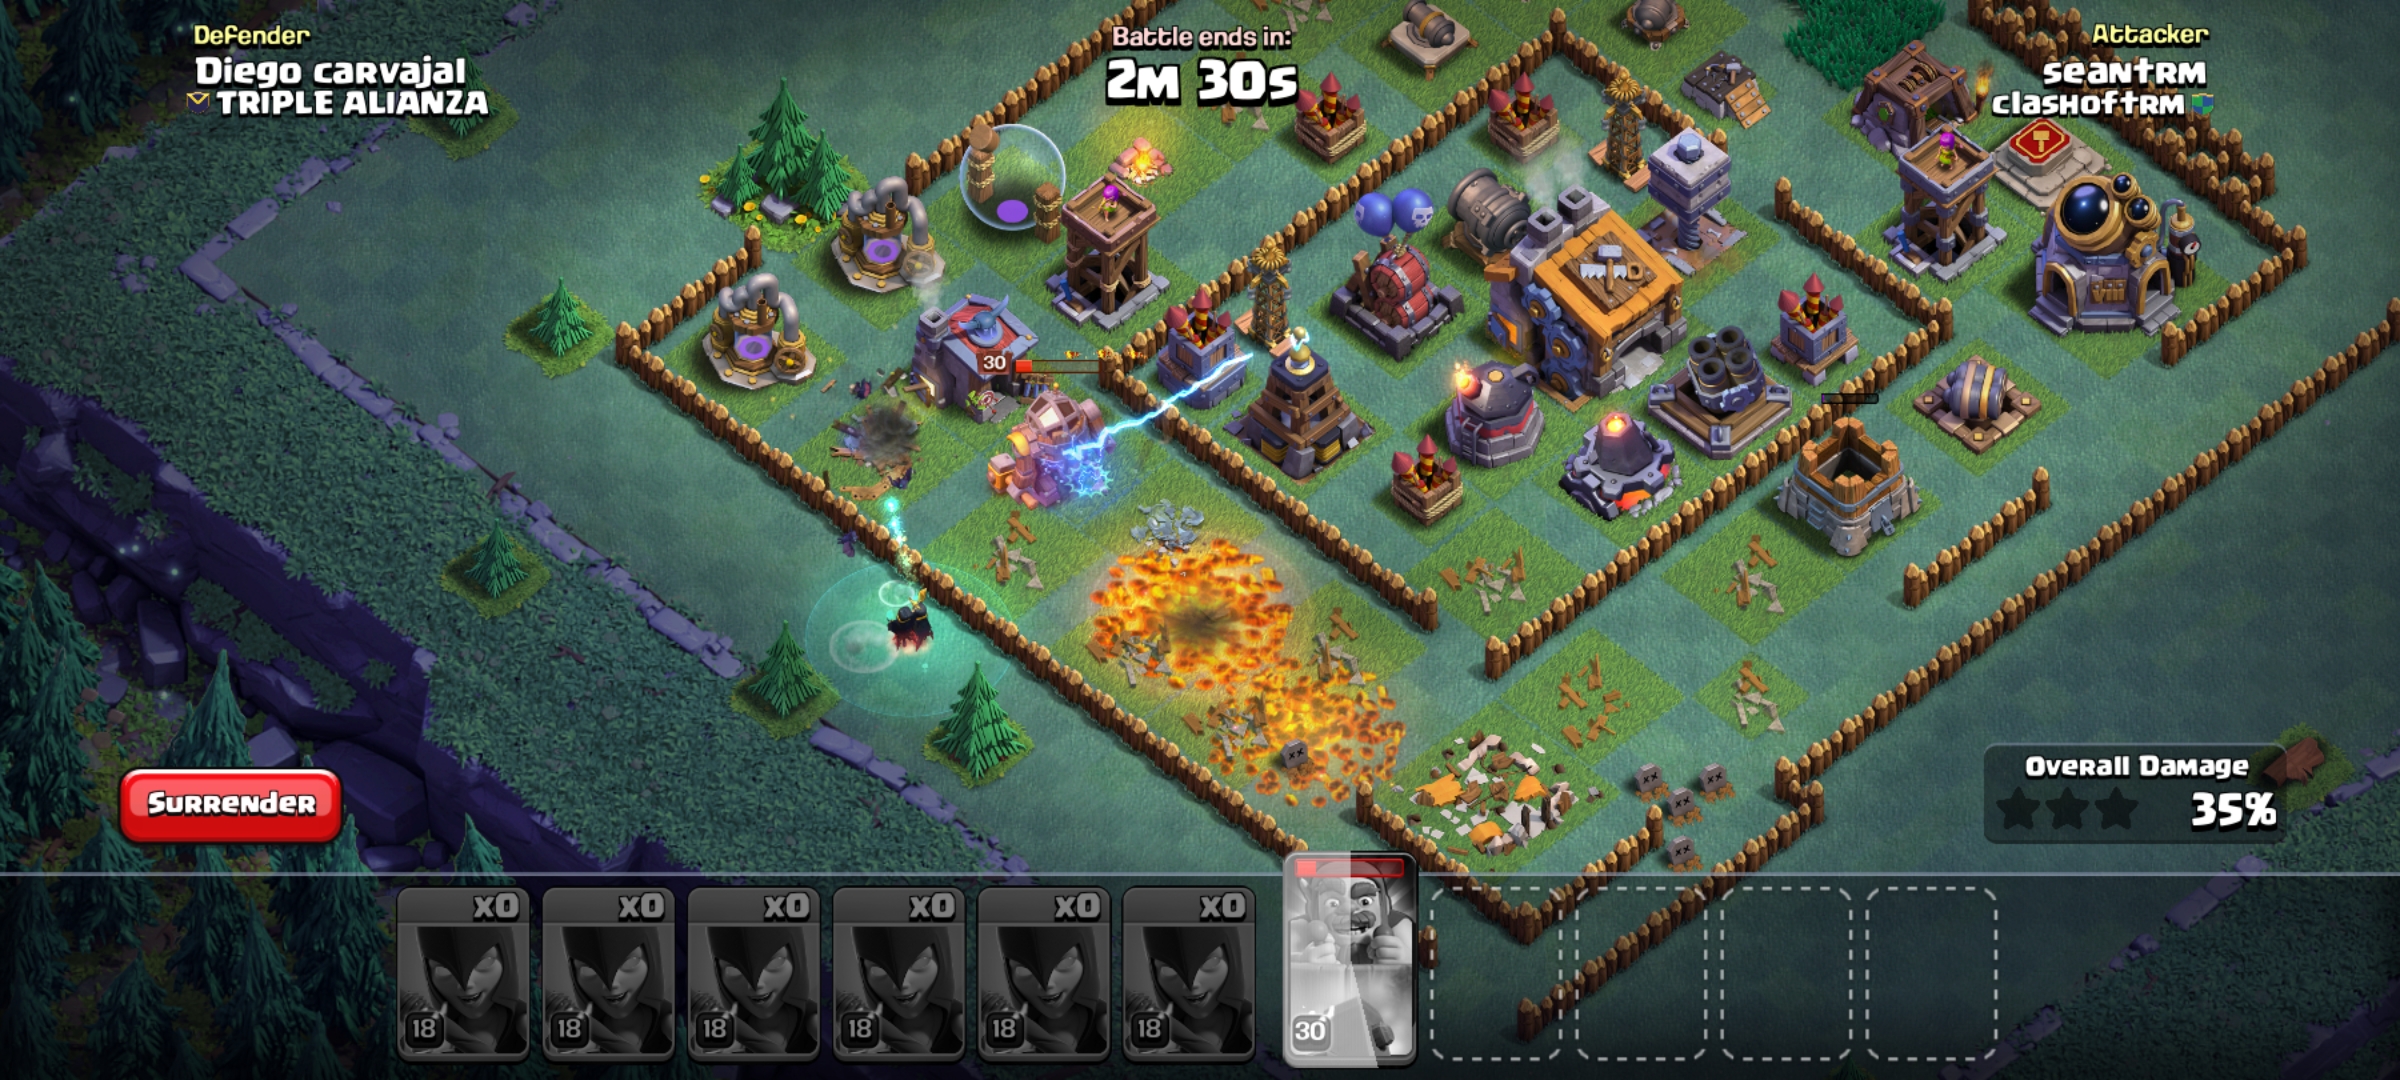 Defender
Diego carvajal
TRIPLE ALIANZA
Battle ends in:
2M 30s
Attacker
seantRM
clashoftRM
30
Surrender
Overall Damage
35%
x0
x0
x0
x0
x0
x0
18
18
18
18
18
18
30